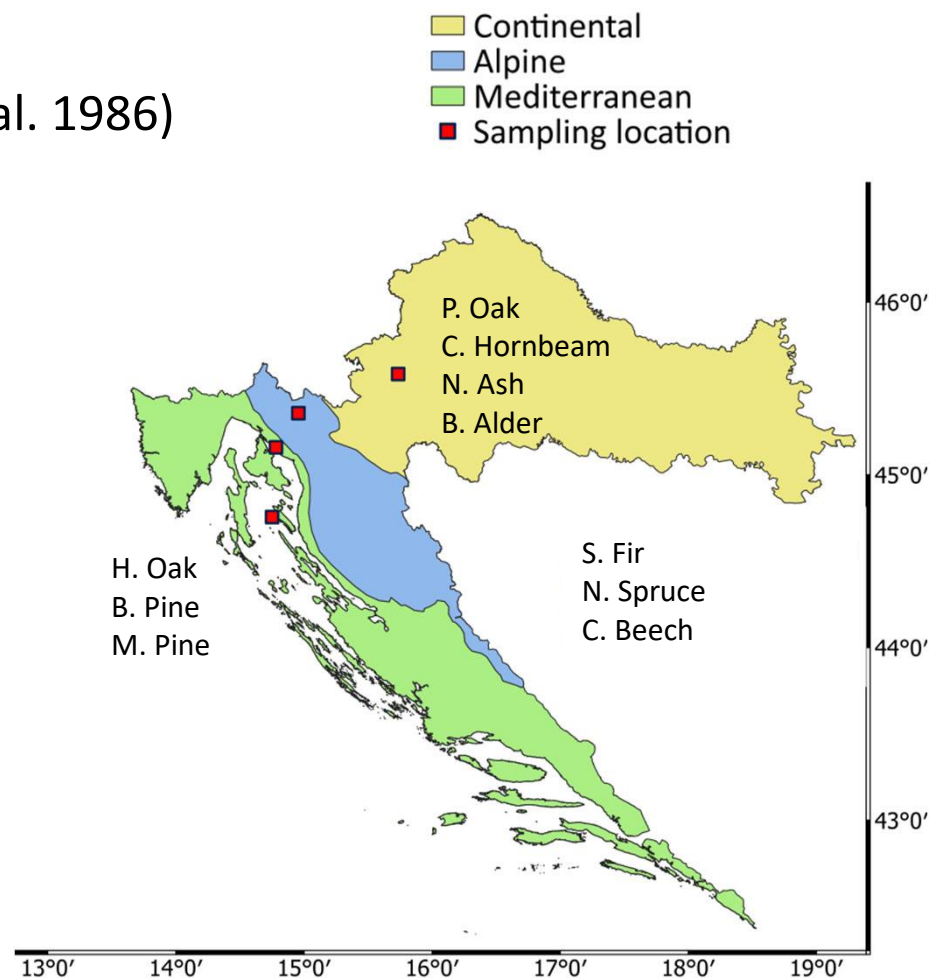 Continental
Alpine
al. 1986)
Mediterranean
Sampling location
46°0′
P. Oak
C. Hornbeam
N. Ash
B. Alder
45°0′
H. Oak
B. Pine
M. Pine
S. Fir
N. Spruce
C. Beech
44°0′
43°0′
13°0′ 14°0′ 15°0′ 16°0′ 17°0′ 18°0′ 19°0′